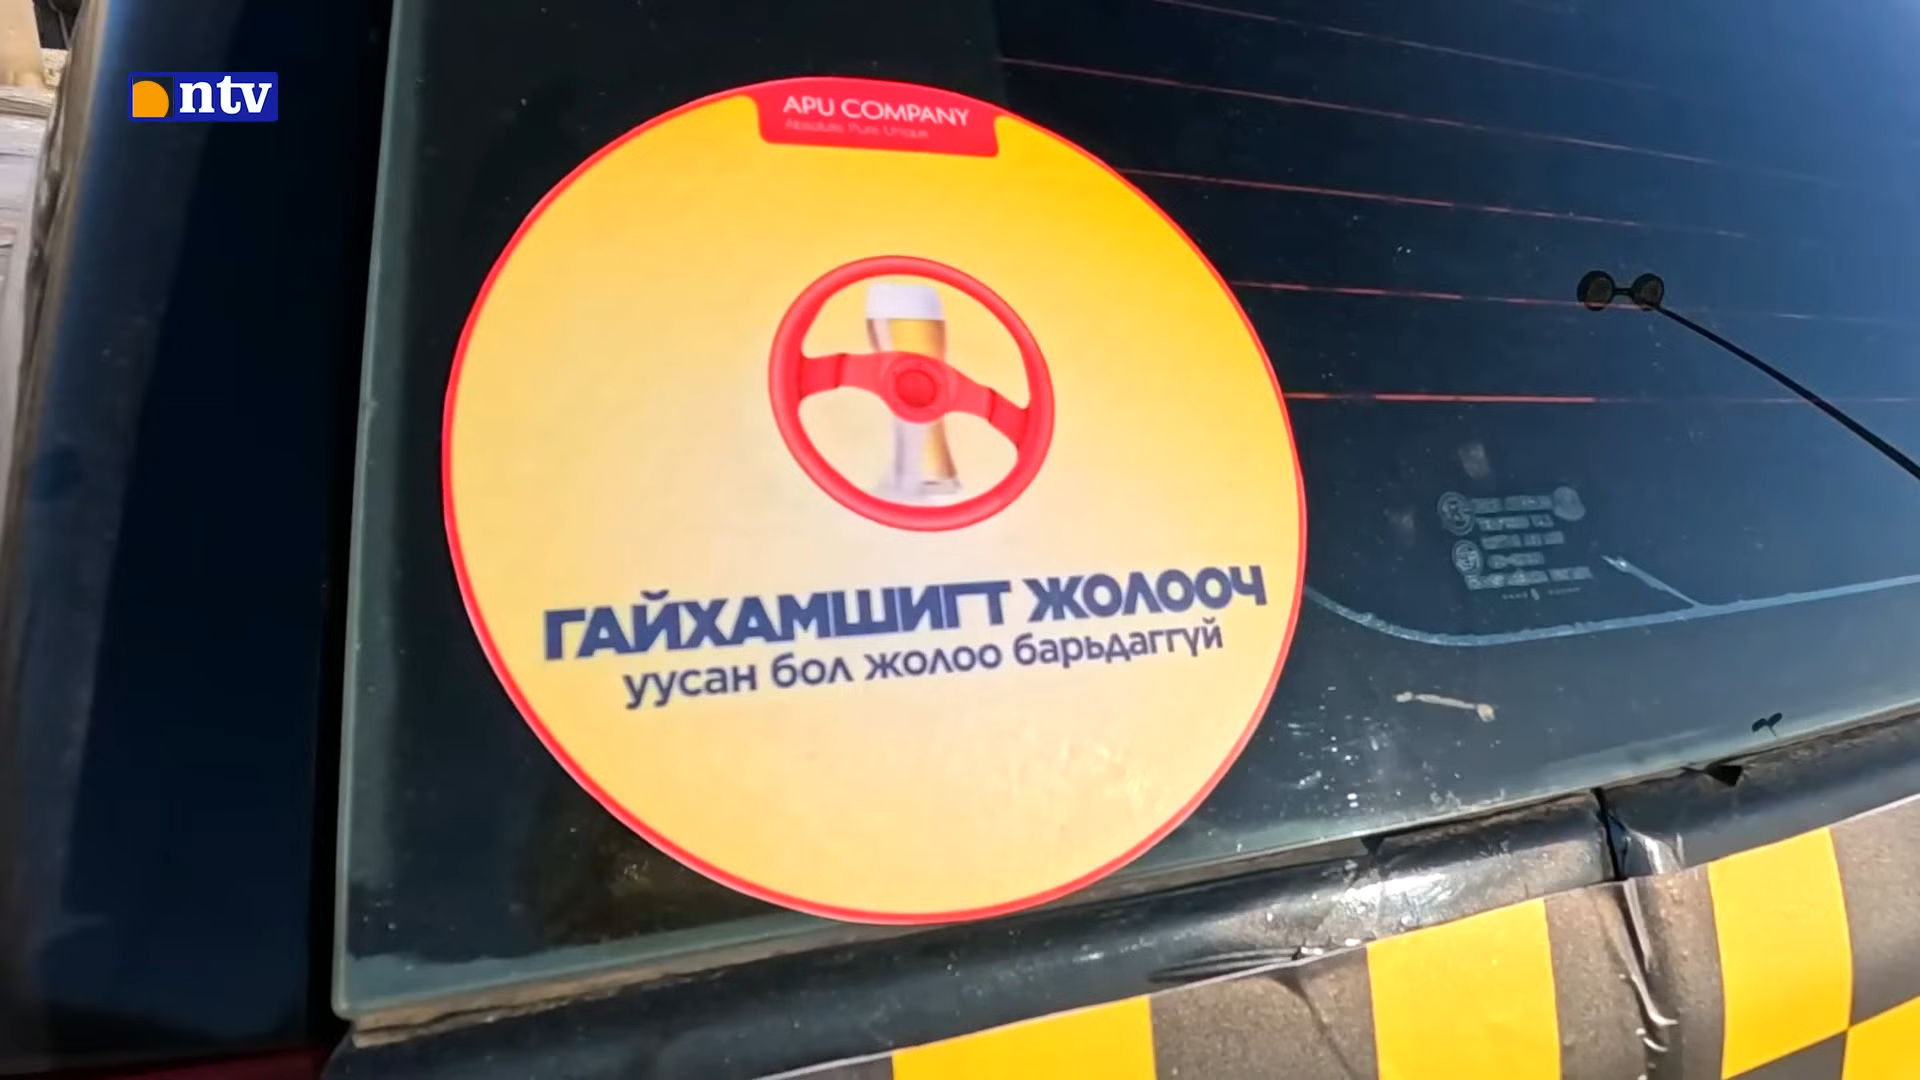 ntv
APU COMPANY
Absolute. Pure. Unique
ГАЙХАМШИГТ ЖОЛООЧ
уусан бол жолоо барьдаггүй